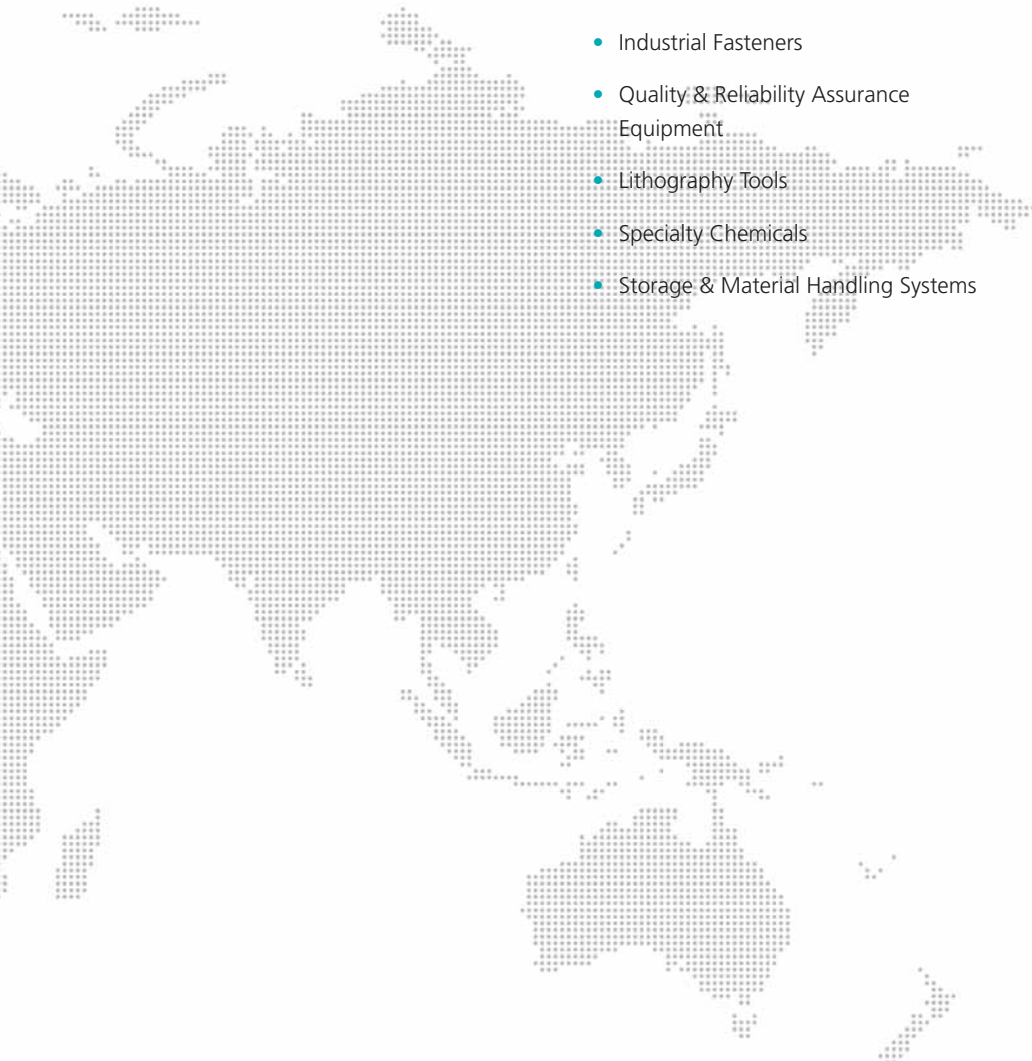 • Industrial Fasteners
• Quality & Reliability Assurance
Equipment
• Lithography Tools
• Specialty Chemicals
• Storage & Material Handling Systems